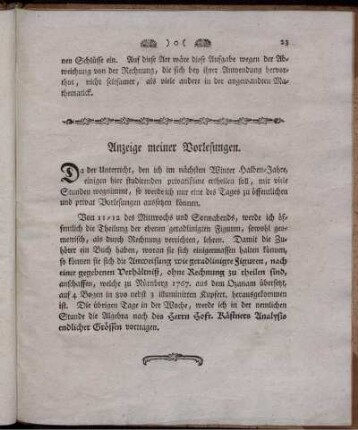 ) o ( 23
ven Schlüsse ein. Auf diese Art wäre diese Aufgabe wegen der Ab-
weichung von der Rechnung, die sich bey ihrer Anwendung hervor-
thut, nicht seltsamer, als viele andere in der angewandten Ma-
thematick.
Anzeige meiner Vorlesungen.
Da der Unterricht, den ich im nächsten Winter Halben-Jahre,
einigen hier studirenden privatissime ertheilen soll, mir viele
Stunden wegnimmt, so werde ich nur eine des Tages zu öffentlichen
und privat Vorlesungen aussetzen können.
Von 11-12 des Mittwochs und Sonnabends, werde ich öf-
fentlich die Theilung der ebenen geradlinigten Figuren, sowohl geo-
metrisch, als durch Rechnung verrichten, lehren. Damit die Zu-
hörer ein Buch haben, woran sie sich einigermassen halten können,
so können sie sich die Anweisung wie geradlinigte Figuren, nach
einer gegebenen Verhältniß, ohne Rechnung zu theilen sind,
anschaffen, welche zu Nürnberg 1767. aus dem Ozanam übersetzt,
auf 4 Bogen in 8vo nebst 3 illuminirten Kupfert. herausgekommen
ist. Die übrigen Tage in der Woche, werde ich in der nemlichen
Stunde die Algebra nach des Herrn Hofr. Kästners Analysis
endlicher Grössen vortragen.